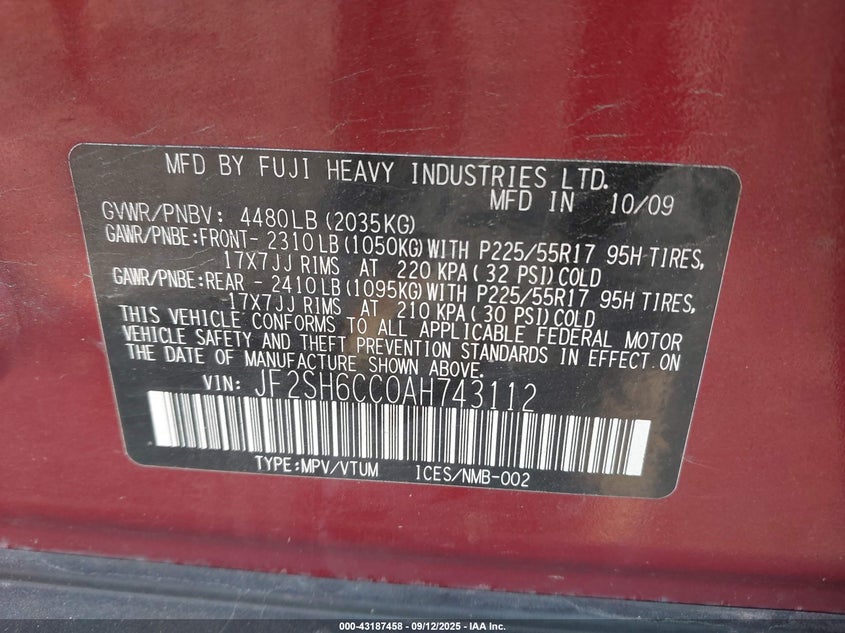 MFD BY FUJI HEAVY INDUSTRIES LTD.
MFD IN 10/09
GVWR/PNBV: 4480LB(2035KG)
GAWR/PNBE:FRONT- 2310LB(1050KG)WITH P225/55R17 95H TIRES,
17X7JJ RIMS AT 220 KPA(32 PSI)COLD
GAWR/PNBE:REAR - 2410LB(1095KG)WITH P225/55R17 95H TIRES,
17X7JJ RIMS AT 210 KPA(30 PSI)COLD
THIS VEHICLE CONFORMS TO ALL APPLICABLE FEDERAL MOTOR
VEHICLE SAFETY AND THEFT PREVENTION STANDARDS IN EFFECT ON
THE DATE OF MANUFACTURE SHOWN ABOVE.
VIN: JF2SH6CC0AH743112
TYPE:MPV/VTUM ICES/NMB-002
000-43187458 - 09/12/2025 - IAA Inc.